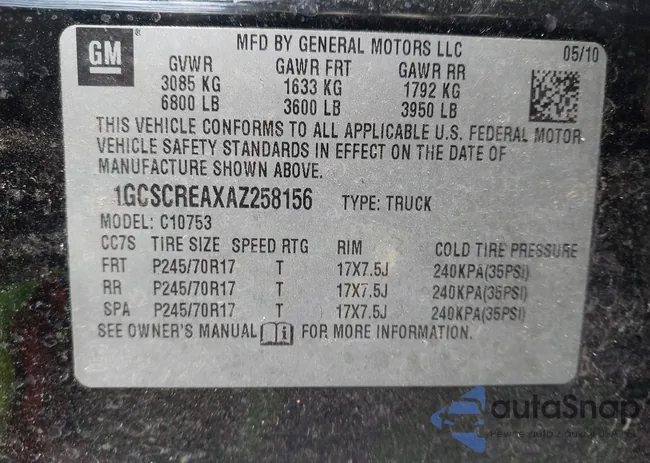 GM
MFD BY GENERAL MOTORS LLC
05/10
GVWR GAWR FRT GAWR RR
3085 KG 1633 KG 1792 KG
6800 LB 3600 LB 3950 LB
THIS VEHICLE CONFORMS TO ALL APPLICABLE U.S. FEDERAL MOTOR
VEHICLE SAFETY STANDARDS IN EFFECT ON THE DATE OF
MANUFACTURE SHOWN ABOVE.
1GCSCREAXAZ258156 TYPE: TRUCK
MODEL: C10753
CC7S TIRE SIZE SPEED RTG RIM COLD TIRE PRESSURE
FRT P245/70R17 T 17X7.5J 240KPA(35PSI)
RR P245/70R17 T 17X7.5J 240KPA(35PSI)
SPA P245/70R17 T 17X7.5J 240KPA(35PSI)
SEE OWNER'S MANUAL FOR MORE INFORMATION.
autaSnap
Pewne auto z